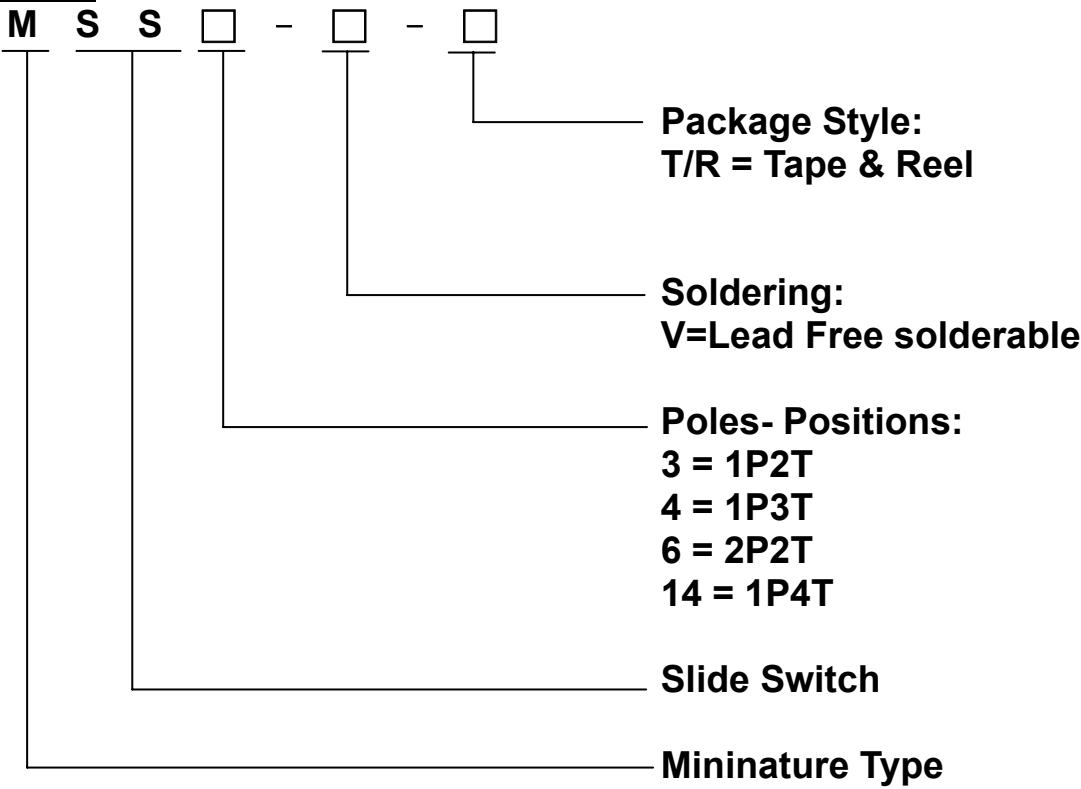 M S S □ - □ - □
Package Style:
T/R = Tape & Reel
Soldering:
V=Lead Free solderable
Poles- Positions:
3 = 1P2T
4 = 1P3T
6 = 2P2T
14 = 1P4T
Slide Switch
Mininature Type